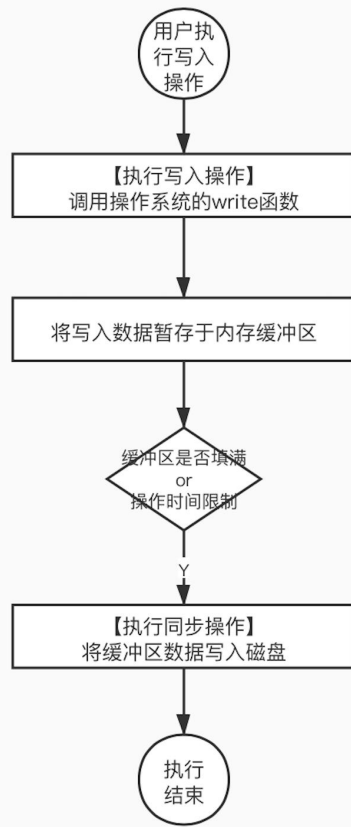 用户执
行写入
操作
【执行写入操作】
调用操作系统的write函数
将写入数据暂存于内存缓冲区
缓冲区是否填满
or
操作时间限制
Y
【执行同步操作】
将缓冲区数据写入磁盘
执行
结束